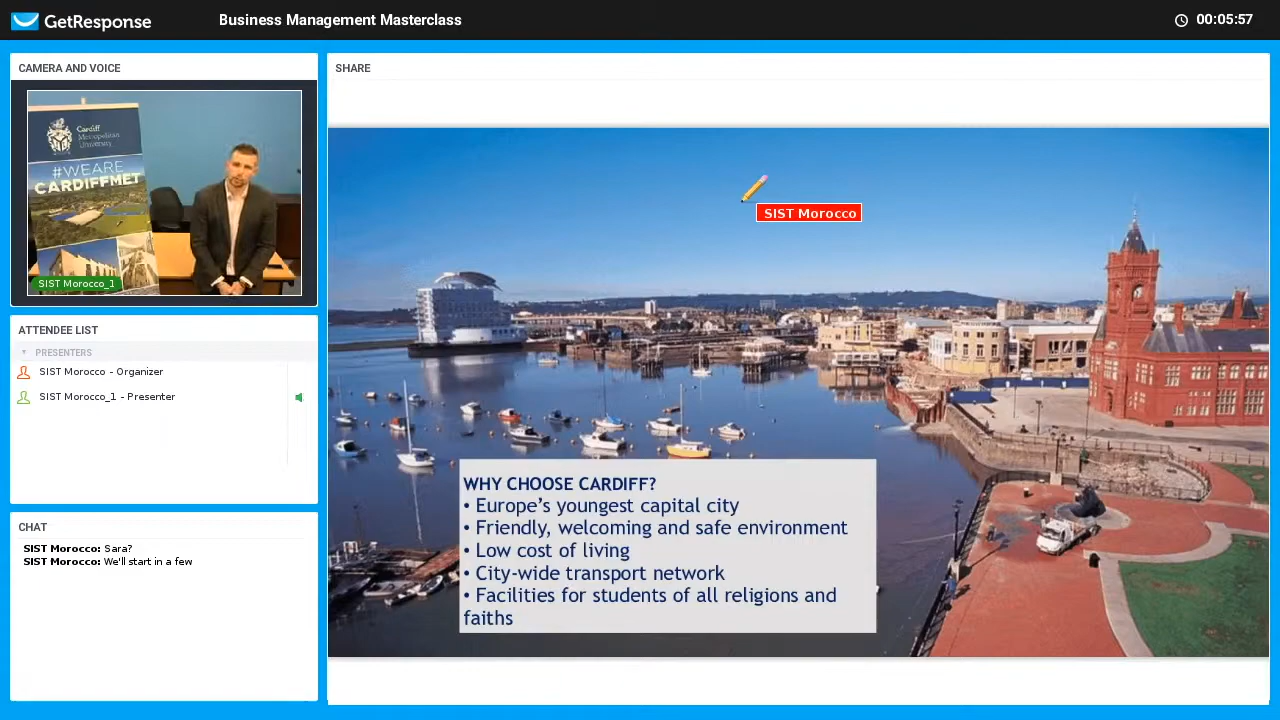 GetResponse
Business Management Masterclass
00:05:57
CAMERA AND VOICE
Cardiff
Metropolitan
University
#WEARE
CARDIFFMET
SIST Morocco_1
ATTENDEE LIST
PRESENTERS
SIST Morocco - Organizer
SIST Morocco_1 - Presenter
CHAT
SIST Morocco: Sara?
SIST Morocco: We'll start in a few
SHARE
SIST Morocco
WHY CHOOSE CARDIFF?
• Europe’s youngest capital city
• Friendly, welcoming and safe environment
• Low cost of living
• City-wide transport network
• Facilities for students of all religions and
faiths